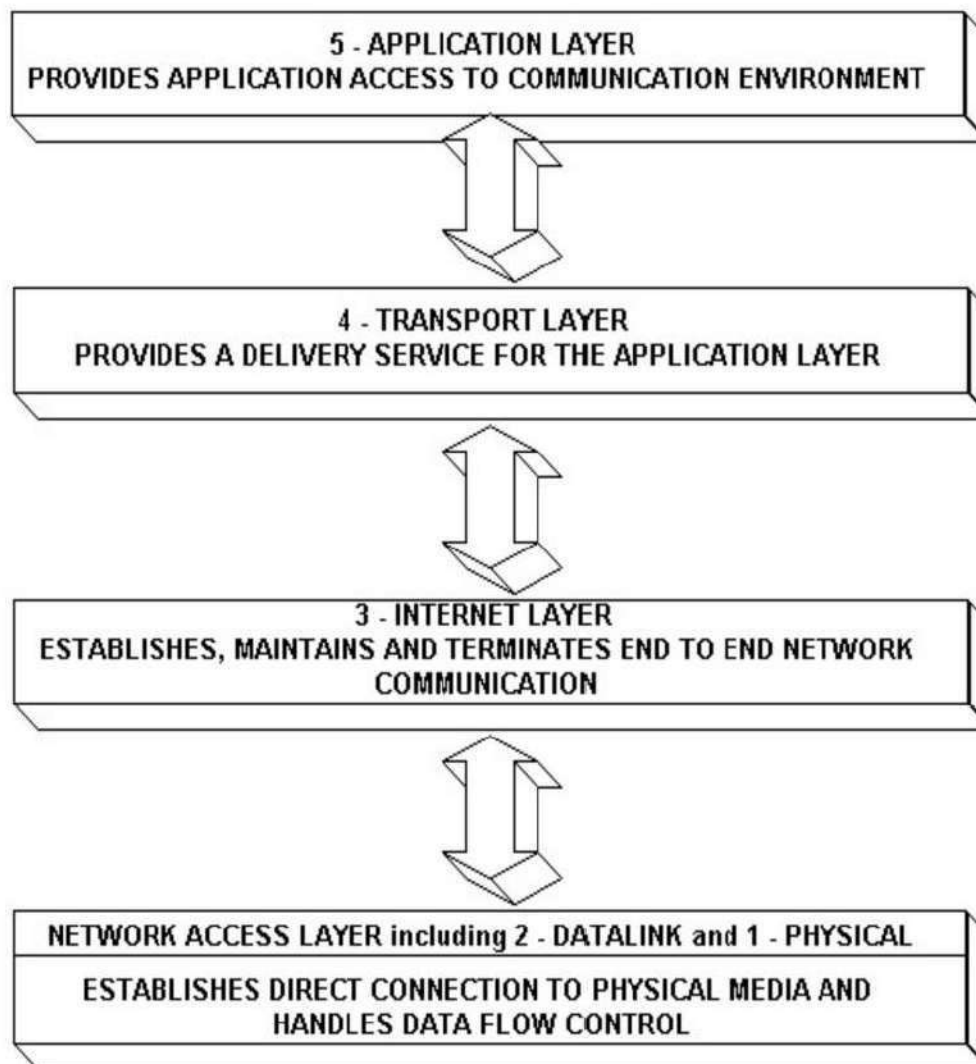 5 - APPLICATION LAYER
PROVIDES APPLICATION ACCESS TO COMMUNICATION ENVIRONMENT
4 - TRANSPORT LAYER
PROVIDES A DELIVERY SERVICE FOR THE APPLICATION LAYER
3 - INTERNET LAYER
ESTABLISHES, MAINTAINS AND TERMINATES END TO END NETWORK
COMMUNICATION
NETWORK ACCESS LAYER including 2 - DATALINK and 1 - PHYSICAL
ESTABLISHES DIRECT CONNECTION TO PHYSICAL MEDIA AND
HANDLES DATA FLOW CONTROL